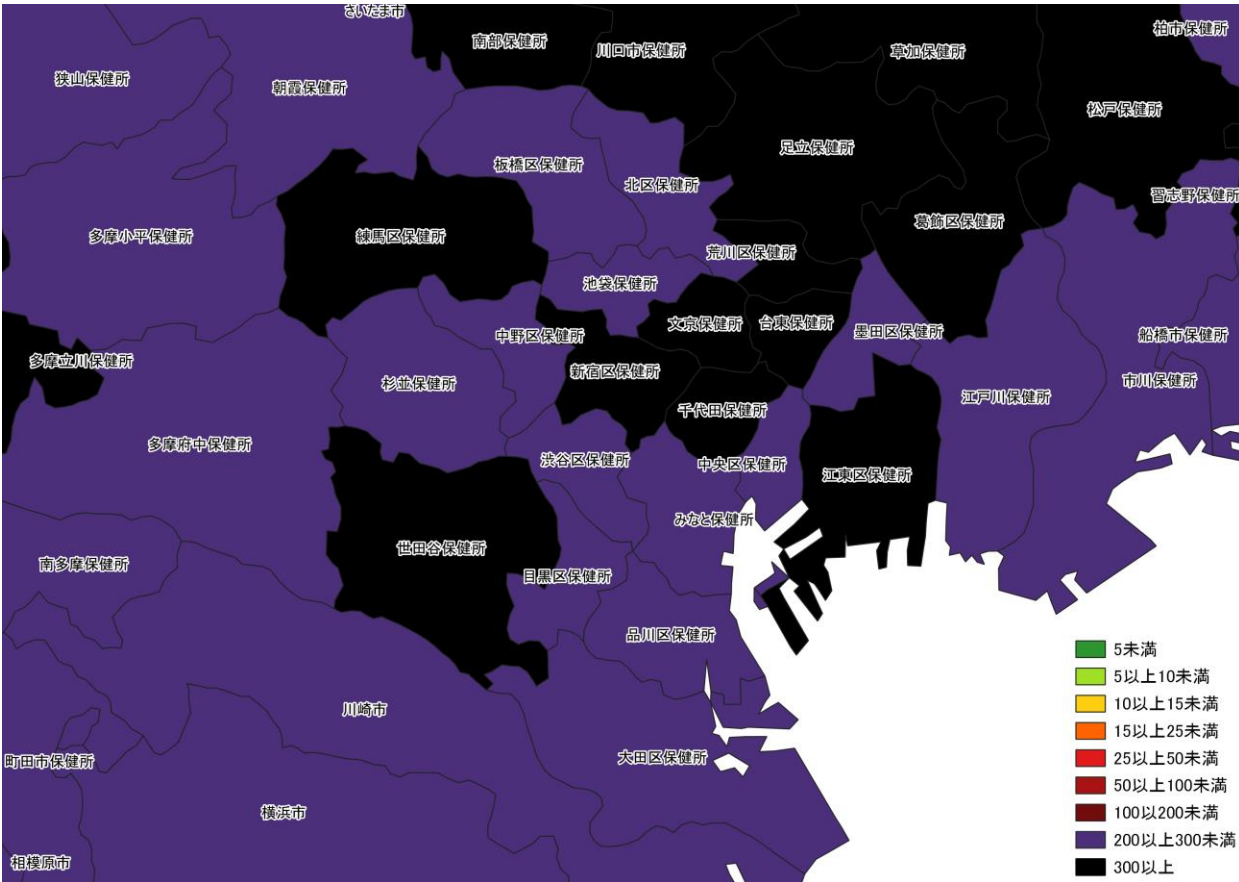 さいたま市
南部保健所
川口市保健所
草加保健所
柏市保健所
狭山保健所
朝霞保健所
松戸保健所
足立保健所
板橋区保健所
北区保健所
習志野保健所
葛飾区保健所
多摩小平保健所
練馬区保健所
荒川区保健所
池袋保健所
文京保健所
台東保健所
墨田区保健所
船橋市保健所
中野区保健所
多摩立川保健所
新宿区保健所
杉並保健所
市川保健所
江戸川保健所
千代田保健所
多摩府中保健所
渋谷区保健所
中央区保健所
江東区保健所
みなと保健所
世田谷保健所
南多摩保健所
目黒区保健所
品川区保健所
川崎市
大田区保健所
町田市保健所
横浜市
相模原市
5未満
5以上10未満
10以上15未満
15以上25未満
25以上50未満
50以上100未満
100以200未満
200以上300未満
300以上